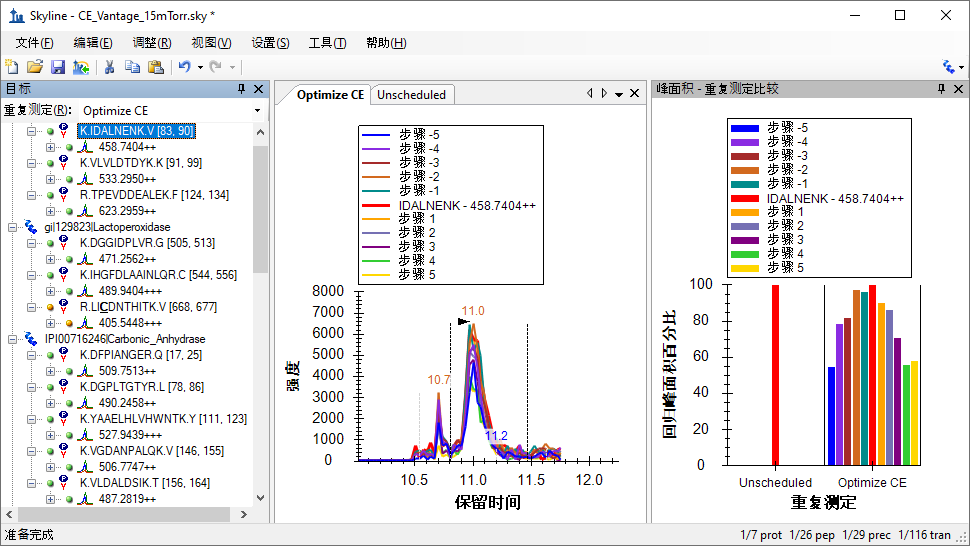 Skyline - CE_Vantage_15mTorr.sky *
文件(F) 编辑(E) 调整(R) 视图(V) 设置(S) 工具(T) 帮助(H)
目标
重复测定(R): Optimize CE
K.IDALNENK.V [83, 90]
458.7404++
K.VLVLDTDYK.K [91, 99]
533.2950++
R.TPEVDDEALEK.F [124, 134]
623.2959++
gi|129823|Lactoperoxidase
K.DGGIDPLVR.G [505, 513]
471.2562++
K.IHGFDLAAINLQR.C [544, 556]
489.9404+++
R.LICDNTHITK.V [668, 677]
405.5448+++
IPI00716246|Carbonic_Anhydrase
K.DFPIANGER.Q [17, 25]
509.7513++
K.DGPLTGTYR.L [78, 86]
490.2458++
K.YAAELHLVHWNTK.Y [111, 123]
527.9439+++
K.VGDANPALQK.V [146, 155]
506.7747++
K.VLDALDSIK.T [156, 164]
487.2819++
Optimize CE Unscheduled
步骤 -5
步骤 -4
步骤 -3
步骤 -2
步骤 -1
IDALNENK - 458.7404++
步骤 1
步骤 2
步骤 3
步骤 4
步骤 5
8000
7000
6000
5000
4000
3000
2000
1000
0
强度
11.0
10.7
11.2
10.5 11.0 11.5 12.0
保留时间
峰面积 - 重复测定比较
步骤 -5
步骤 -4
步骤 -3
步骤 -2
步骤 -1
IDALNENK - 458.7404++
步骤 1
步骤 2
步骤 3
步骤 4
步骤 5
100
80
60
40
20
0
回归峰面积百分比
Unscheduled Optimize CE
重复测定
准备完成
1/7 prot 1/26 pep 1/29 prec 1/116 tran